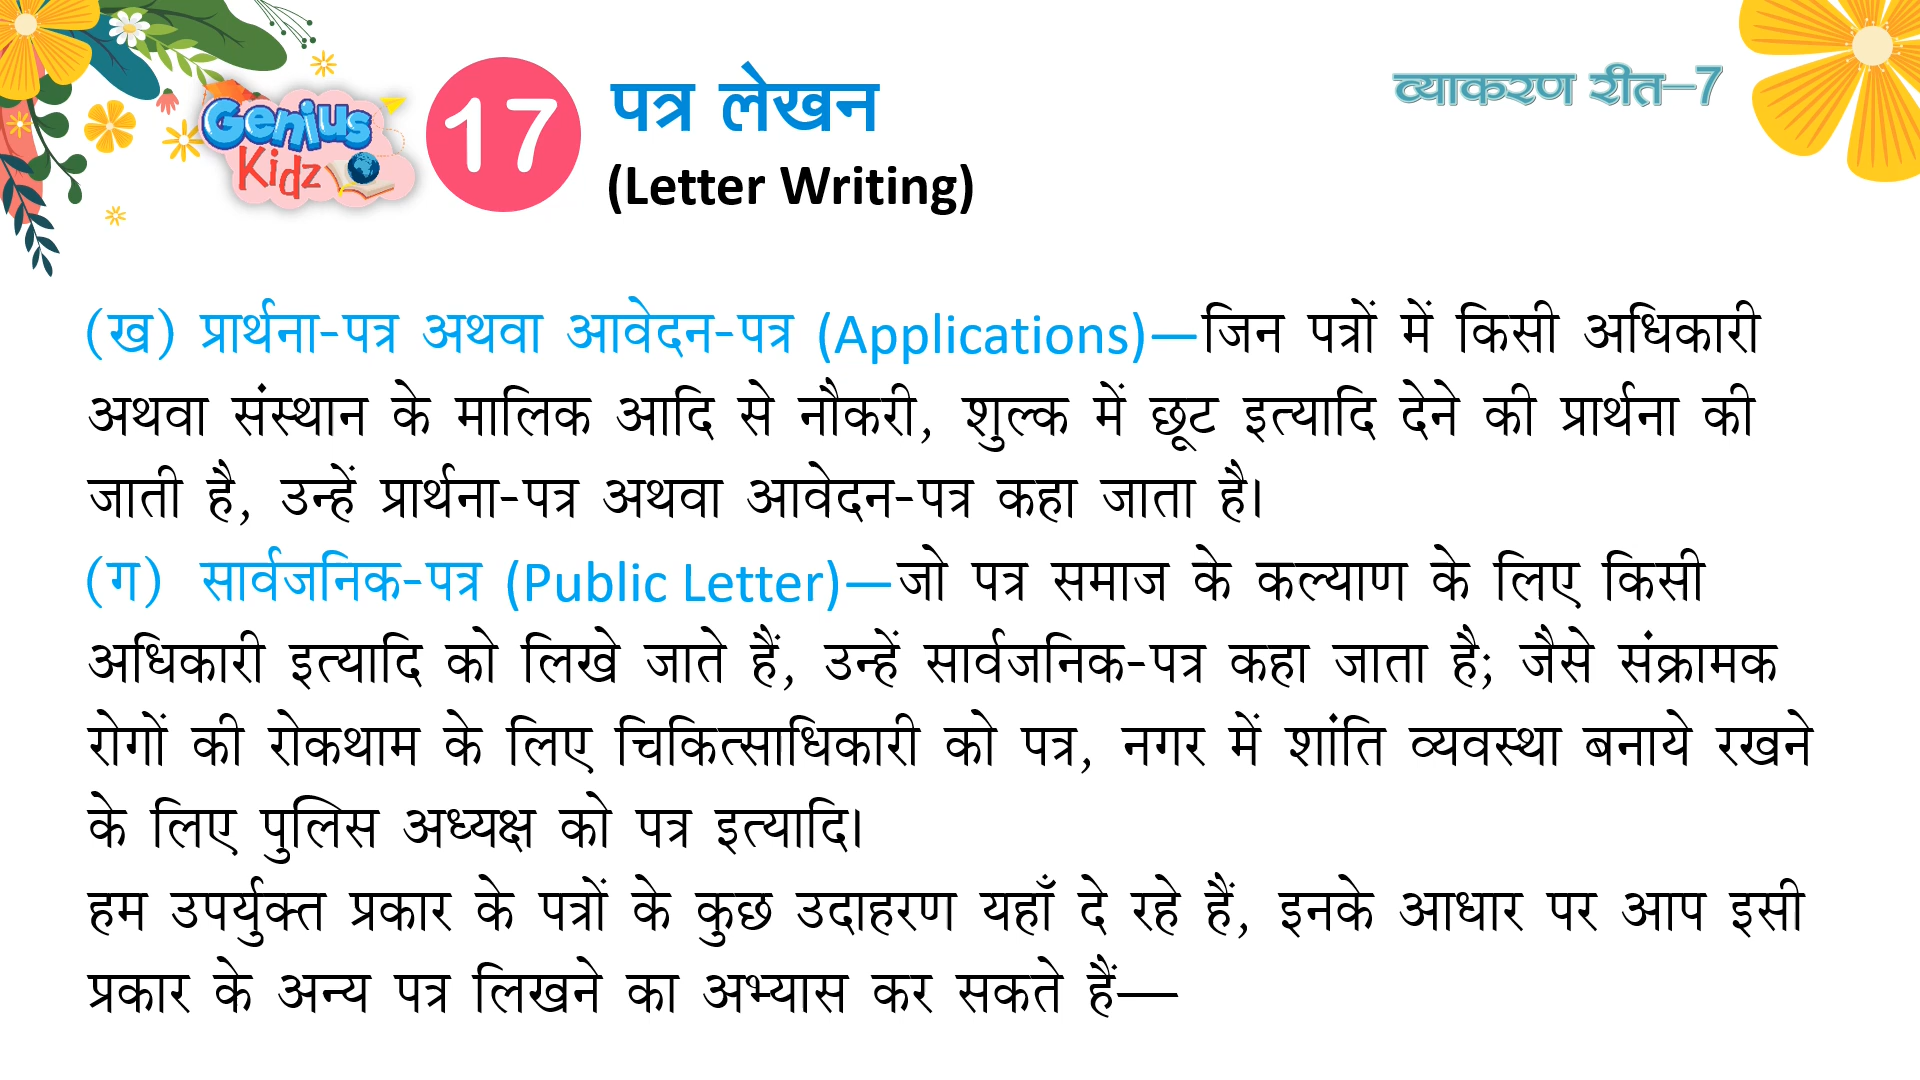 Genius
Kidz
17
पत्र लेखन
(Letter Writing)
व्याकरण रीत–7
(ख) प्रार्थना-पत्र अथवा आवेदन-पत्र (Applications)—जिन पत्रों में किसी अधिकारी
अथवा संस्थान के मालिक आदि से नौकरी, शुल्क में छूट इत्यादि देने की प्रार्थना की
जाती है, उन्हें प्रार्थना-पत्र अथवा आवेदन-पत्र कहा जाता है।
(ग) सार्वजनिक-पत्र (Public Letter)—जो पत्र समाज के कल्याण के लिए किसी
अधिकारी इत्यादि को लिखे जाते हैं, उन्हें सार्वजनिक-पत्र कहा जाता है; जैसे संक्रामक
रोगों की रोकथाम के लिए चिकित्साधिकारी को पत्र, नगर में शांति व्यवस्था बनाये रखने
के लिए पुलिस अध्यक्ष को पत्र इत्यादि।
हम उपर्युक्त प्रकार के पत्रों के कुछ उदाहरण यहाँ दे रहे हैं, इनके आधार पर आप इसी
प्रकार के अन्य पत्र लिखने का अभ्यास कर सकते हैं—